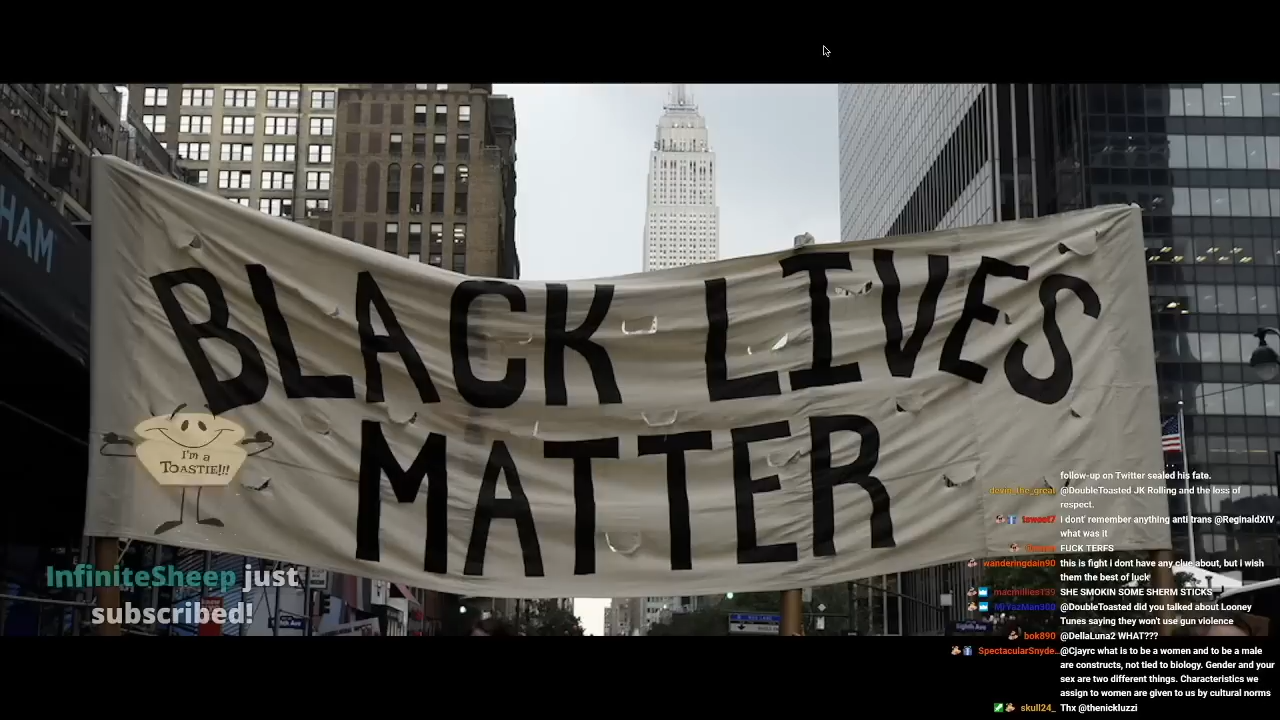 HAM
BLACK LIVES
MATTER
I'm a
TOASTIE!!!
InfiniteSheep just
subscribed!
follow-up on Twitter sealed his fate.
devin_the_great @DoubleToasted JK Rolling and the loss of
respect.
i dont' remember anything anti trans @ReginaldXIV
what was it
FUCK TERFS
wanderingdain90 this is fight i dont have any clue about, but i wish
them the best of luck
macmillies139 SHE SMOKIN SOME SHERM STICKS
MiYazMan300 @DoubleToasted did you talked about Looney
Tunes saying they won't use gun violence
bok890 @DellaLuna2 WHAT???
SpectacularSnyde... @Cjayrc what is to be a women and to be a male
are constructs, not tied to biology. Gender and your
sex are two different things. Characteristics we
assign to women are given to us by cultural norms
skull24_ Thx @thenickluzzi